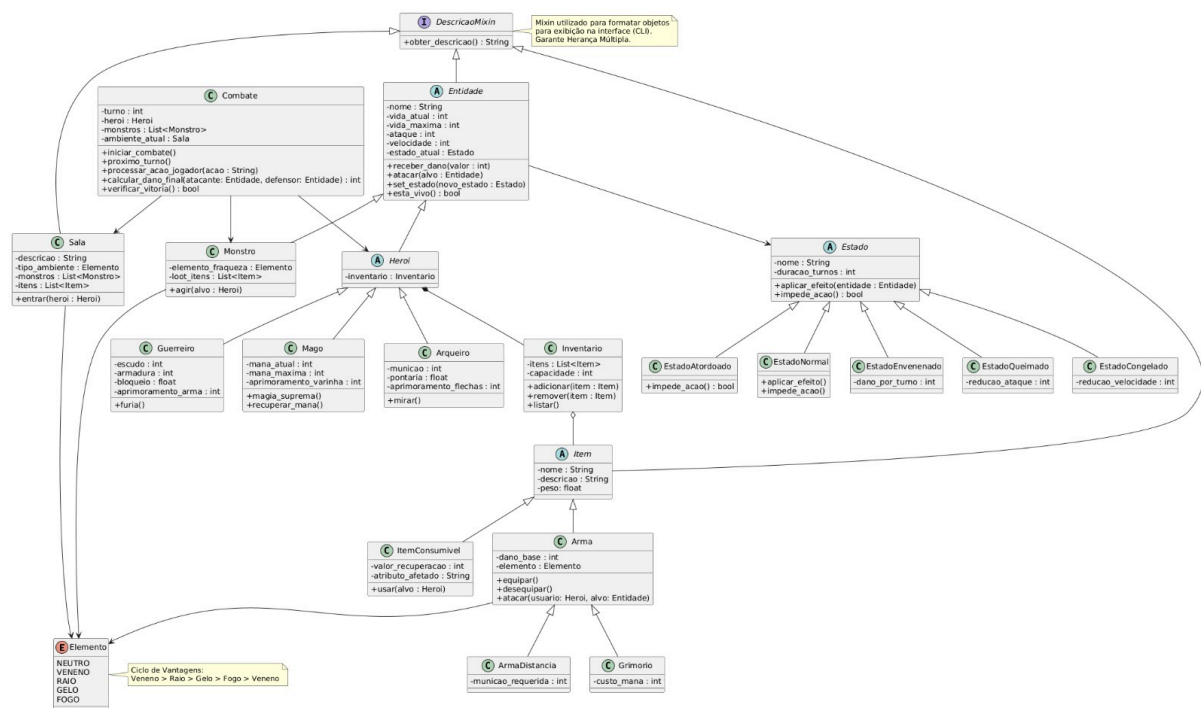 I DescricaoMixin
+obter_descricao() : String
Mixin utilizado para formatar objetos
para exibição na interface (CLI).
Garante Herança Múltipla.
C Combate
-turno : int
-heroi : Heroi
-monstros : List<Monstro>
-ambiente_atual : Sala
+iniciar_combate()
+proximo_turno()
+processar_acao_jogador(acao : String)
+calcular_dano_final(atacante: Entidade, defensor: Entidade) : int
+verificar_vitoria() : bool
A Entidade
-nome : String
-vida_atual : int
-vida_maxima : int
-ataque : int
-velocidade : int
-estado_atual : Estado
+receber_dano(valor : int)
+atacar(alvo : Entidade)
+set_estado(novo_estado : Estado)
+esta_vivo() : bool
C Sala
-descricao : String
-tipo_ambiente : Elemento
-monstros : List<Monstro>
-itens : List<Item>
+entrar(heroi : Heroi)
C Monstro
-elemento_fraqueza : Elemento
-loot_itens : List<Item>
+agir(alvo : Heroi)
A Heroi
-inventario : Inventario
A Estado
-nome : String
-duracao_turnos : int
+aplicar_efeito(entidade : Entidade)
+impede_acao() : bool
C Guerreiro
-escudo : int
-armadura : int
-bloqueio : float
-aprimoramento_arma : int
+furia()
C Mago
-mana_atual : int
-mana_maxima : int
-aprimoramento_varinha : int
+magia_suprema()
+recuperar_mana()
C Arqueiro
-municao : int
-pontaria : float
-aprimoramento_flechas : int
+mirar()
C Inventario
-itens : List<Item>
-capacidade : int
+adicionar(item : Item)
+remover(item : Item)
+listar()
C EstadoAtordoado
+impede_acao() : bool
C EstadoNormal
+aplicar_efeito()
+impede_acao()
C EstadoEnvenenado
-dano_por_turno : int
C EstadoQueimado
-reducao_ataque : int
C EstadoCongelado
-reducao_velocidade : int
A Item
-nome : String
-descricao : String
-peso: float
C ItemConsumivel
-valor_recuperacao : int
-atributo_afetado : String
+usar(alvo : Heroi)
C Arma
-dano_base : int
-elemento : Elemento
+equipar()
+desequipar()
+atacar(usuario: Heroi, alvo: Entidade)
E Elemento
NEUTRO
VENENO
RAIO
GELO
FOGO
Ciclo de Vantagens:
Veneno > Raio > Gelo > Fogo > Veneno
C ArmaDistancia
-municao_requerida : int
C Grimorio
-custo_mana : int